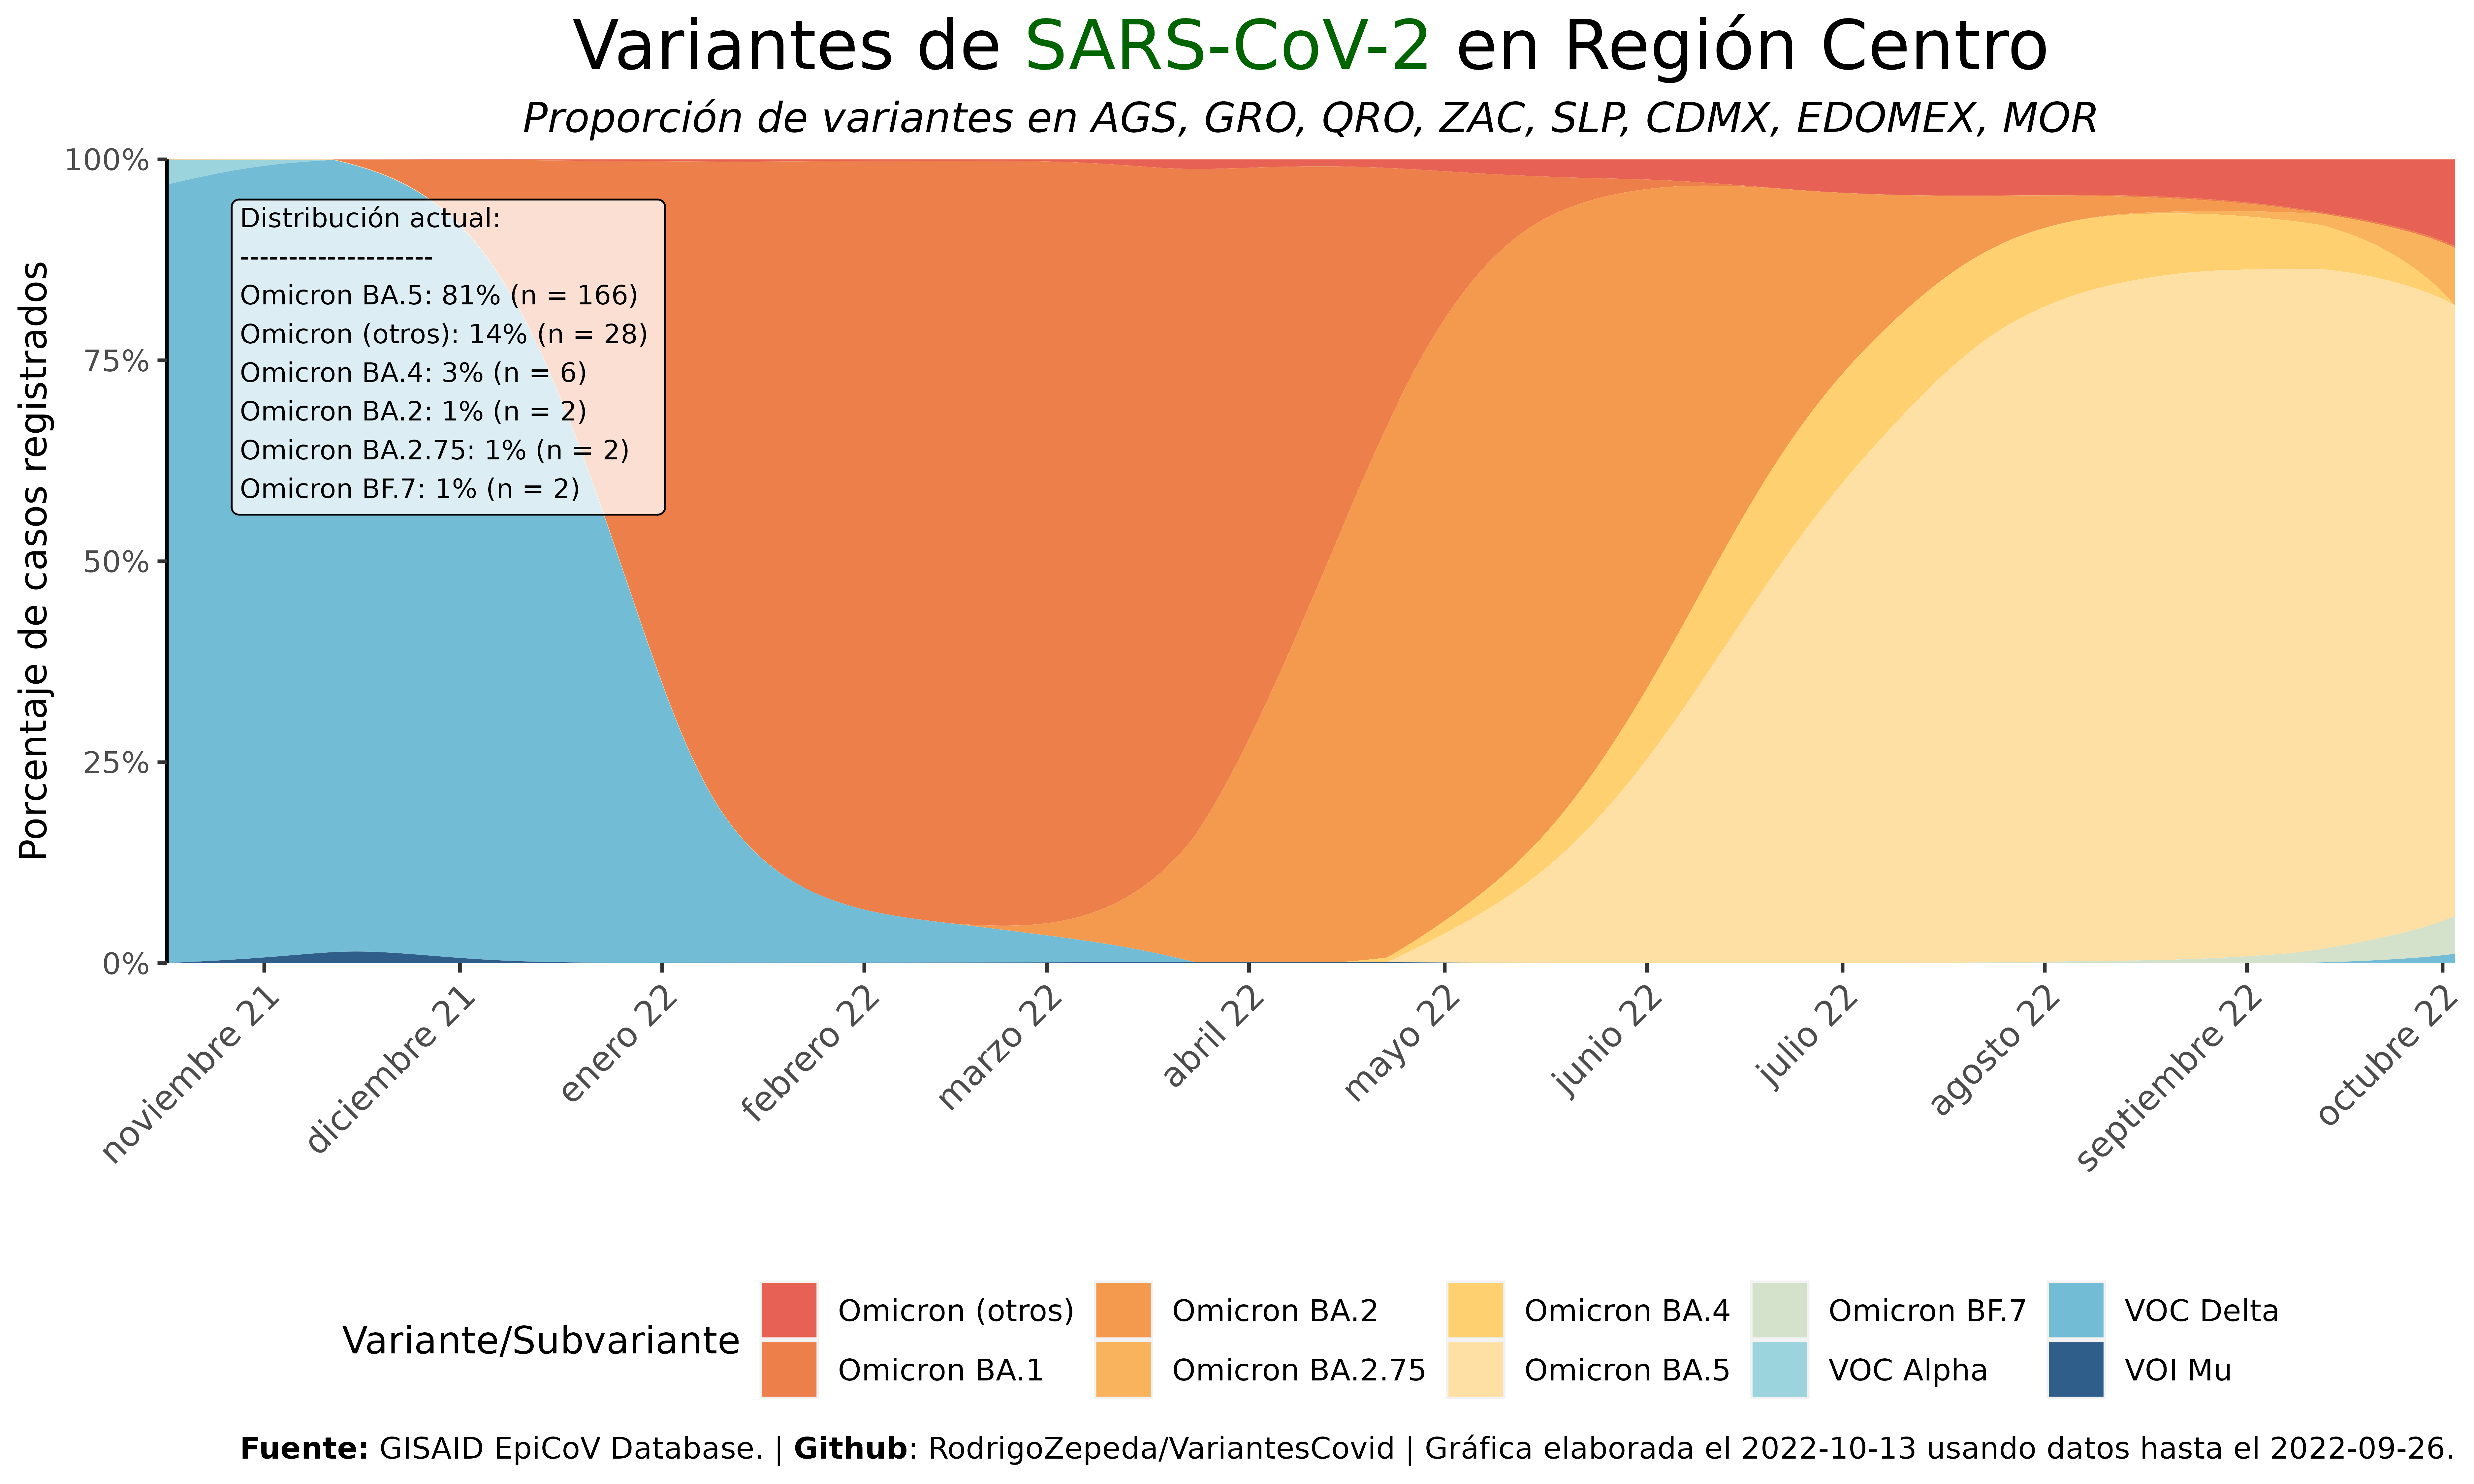 Variantes de SARS-CoV-2 en Región Centro
Proporción de variantes en AGS, GRO, QRO, ZAC, SLP, CDMX, EDOMEX, MOR
Porcentaje de casos registrados
100%
75%
50%
25%
0%
Distribución actual:
--------------------
Omicron BA.5: 81% (n = 166)
Omicron (otros): 14% (n = 28)
Omicron BA.4: 3% (n = 6)
Omicron BA.2: 1% (n = 2)
Omicron BA.2.75: 1% (n = 2)
Omicron BF.7: 1% (n = 2)
noviembre 21
diciembre 21
enero 22
febrero 22
marzo 22
abril 22
mayo 22
junio 22
julio 22
agosto 22
septiembre 22
octubre 22
Variante/Subvariante
Omicron (otros)
Omicron BA.1
Omicron BA.2
Omicron BA.2.75
Omicron BA.4
Omicron BA.5
Omicron BF.7
VOC Alpha
VOC Delta
VOI Mu
Fuente: GISAID EpiCoV Database. | Github: RodrigoZepeda/VariantesCovid | Gráfica elaborada el 2022-10-13 usando datos hasta el 2022-09-26.